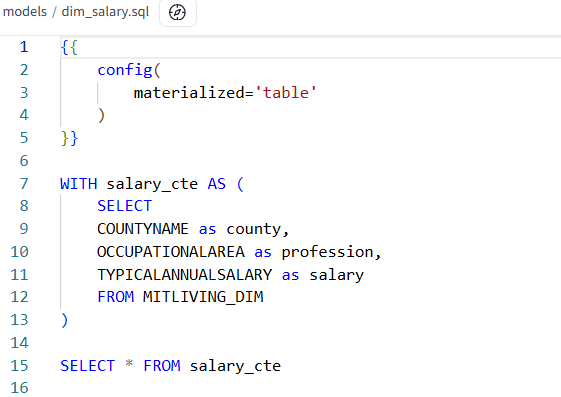 models / dim_salary.sql
1 {{
2     config(
3         materialized='table'
4     )
5 }}
6
7 WITH salary_cte AS (
8     SELECT
9     COUNTYNAME as county,
10     OCCUPATIONALAREA as profession,
11     TYPICALANNUALSALARY as salary
12     FROM MITLIVING_DIM
13 )
14
15 SELECT * FROM salary_cte
16